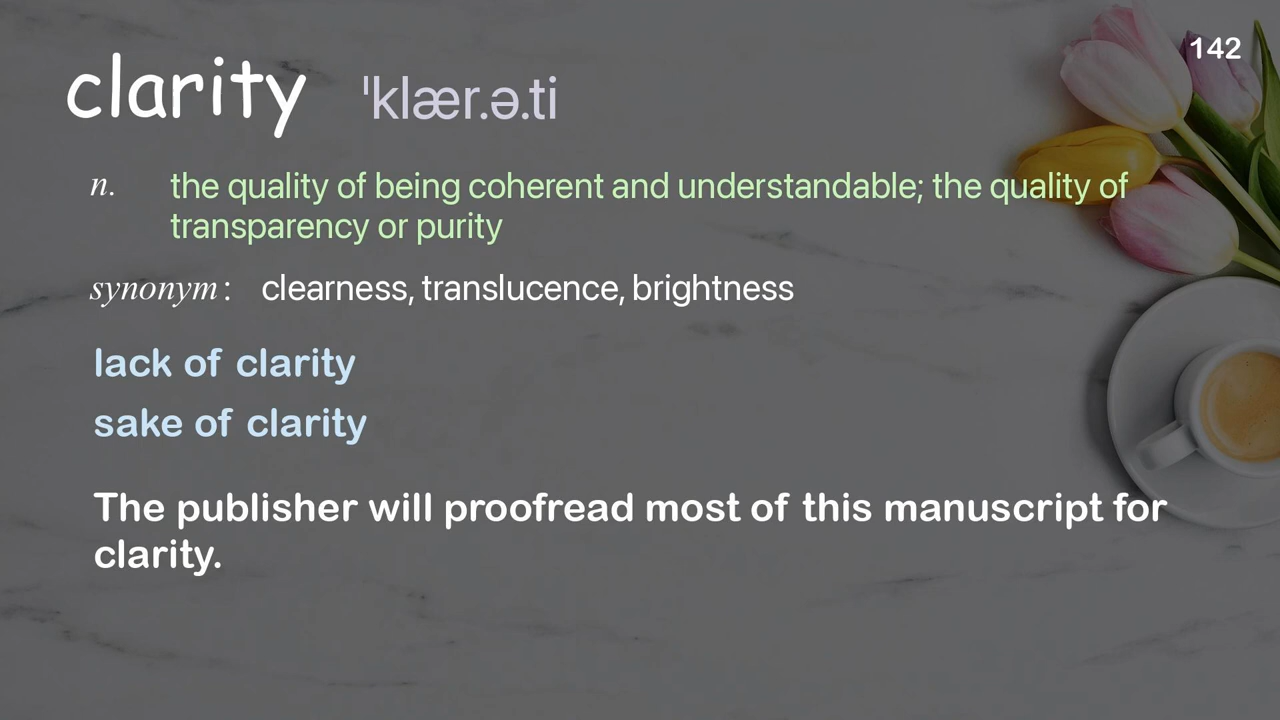 142
clarity ˈklær.ə.ti
n. the quality of being coherent and understandable; the quality of
transparency or purity
synonym: clearness, translucence, brightness
lack of clarity
sake of clarity
The publisher will proofread most of this manuscript for
clarity.